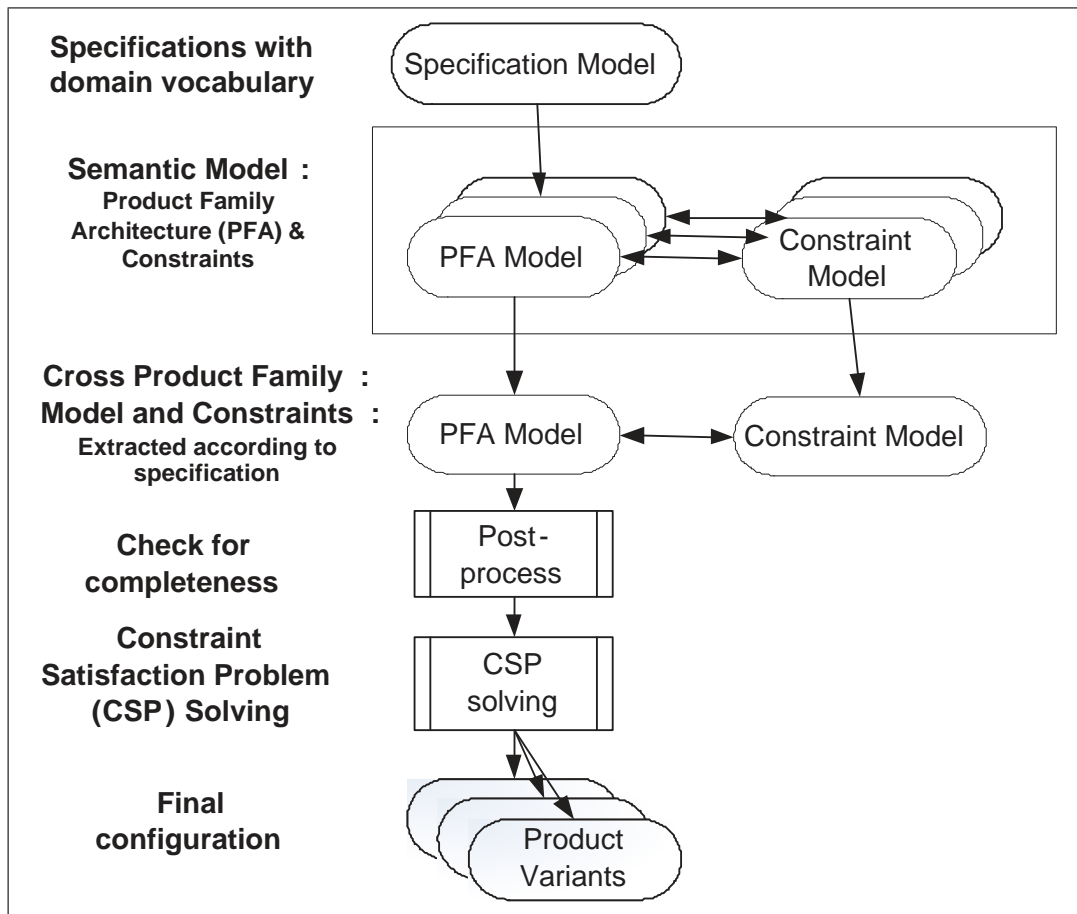 Specifications with
domain vocabulary
Specification Model
Semantic Model :
Product Family
Architecture (PFA) &
Constraints
PFA Model
Constraint
Model
Cross Product Family :
Model and Constraints :
Extracted according to
specification
PFA Model
Constraint Model
Check for
completeness
Post-
process
Constraint
Satisfaction Problem
(CSP) Solving
CSP
solving
Final
configuration
Product
Variants